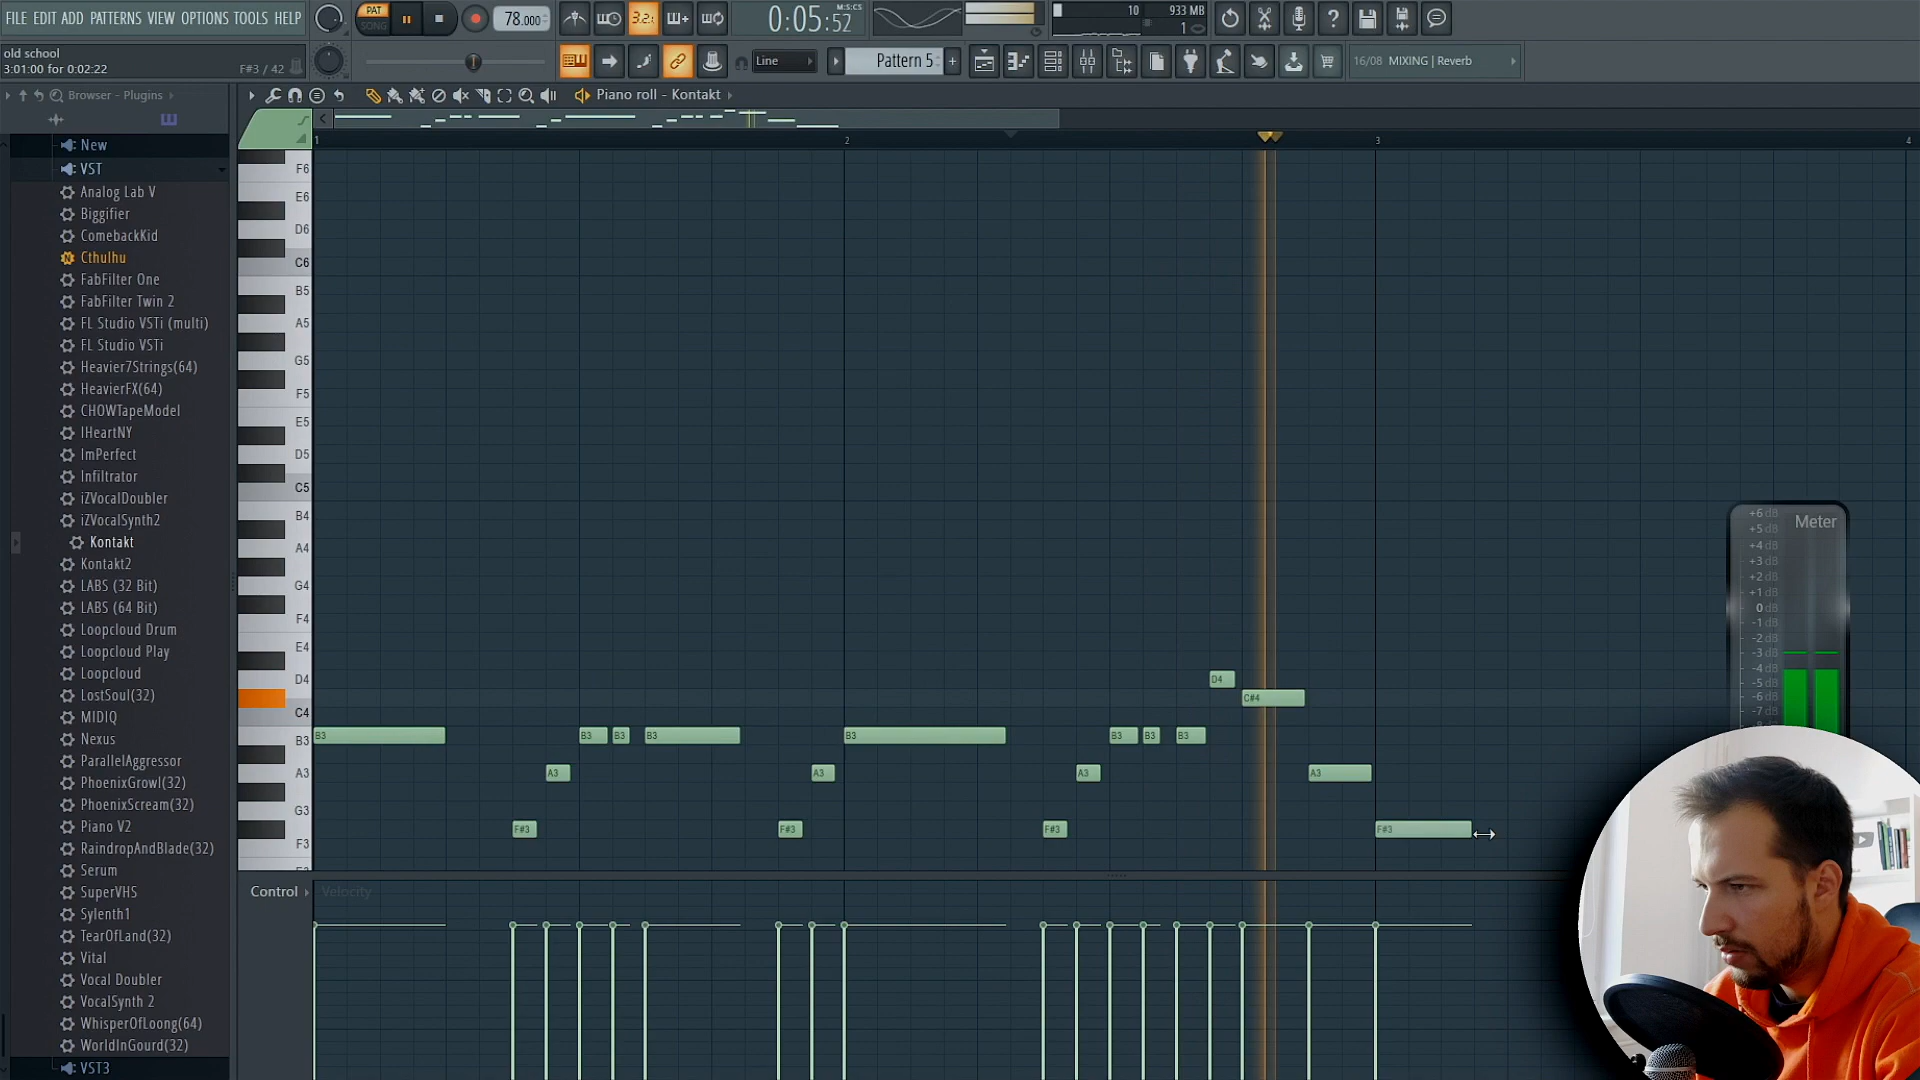 FILE EDIT ADD PATTERNS VIEW OPTIONS TOOLS HELP
old school
3:01:00 for 0:02:22
F#3 / 42
PAT
SONG
78.000
3.2.
0:05:52
M:S:CS
10
933 MB
1
Line
Pattern 5
16/08 MIXING | Reverb
Browser - Plugins
Piano roll - Kontakt
New
VST
Analog Lab V
Biggifier
ComebackKid
Cthulhu
FabFilter One
FabFilter Twin 2
FL Studio VSTi (multi)
FL Studio VSTi
Heavier7Strings(64)
HeavierFX(64)
CHOWTapeModel
IHeartNY
ImPerfect
Infiltrator
iZVocalDoubler
iZVocalSynth2
Kontakt
Kontakt2
LABS (32 Bit)
LABS (64 Bit)
Loopcloud Drum
Loopcloud Play
Loopcloud
LostSoul(32)
MIDIQ
Nexus
ParallelAggressor
PhoenixGrowl(32)
PhoenixScream(32)
Piano V2
RaindropAndBlade(32)
Serum
SuperVHS
Sylenth1
TearOfLand(32)
Vital
Vocal Doubler
VocalSynth 2
WhisperOfLoong(64)
WorldInGourd(32)
VST3
1
2
3
4
F6
E6
D6
C6
B5
A5
G5
F5
E5
D5
C5
B4
A4
G4
F4
E4
D4
C4
B3
A3
G3
F3
D4
C#4
B3
B3
B3
B3
B3
B3
B3
B3
A3
A3
A3
A3
F#3
F#3
F#3
F#3
Control
Velocity
Meter
+6 dB
+5 dB
+4 dB
+3 dB
+2 dB
+1 dB
0 dB
-1 dB
-2 dB
-3 dB
-4 dB
-5 dB
-6 dB
-7 dB